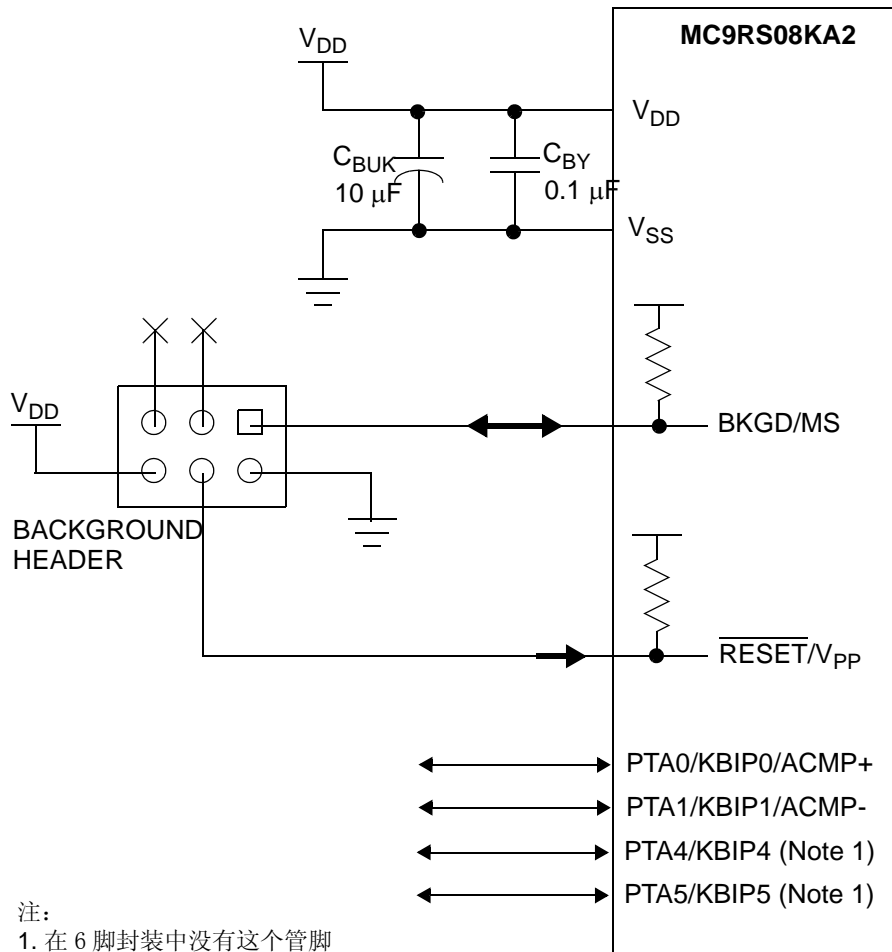 MC9RS08KA2
VDD
VDD
CBUK
10 μF
CBY
0.1 μF
VSS
VDD
BKGD/MS
BACKGROUND
HEADER
RESET/VPP
PTA0/KBIP0/ACMP+
PTA1/KBIP1/ACMP-
PTA4/KBIP4 (Note 1)
PTA5/KBIP5 (Note 1)
注：
1. 在 6 脚封装中没有这个管脚